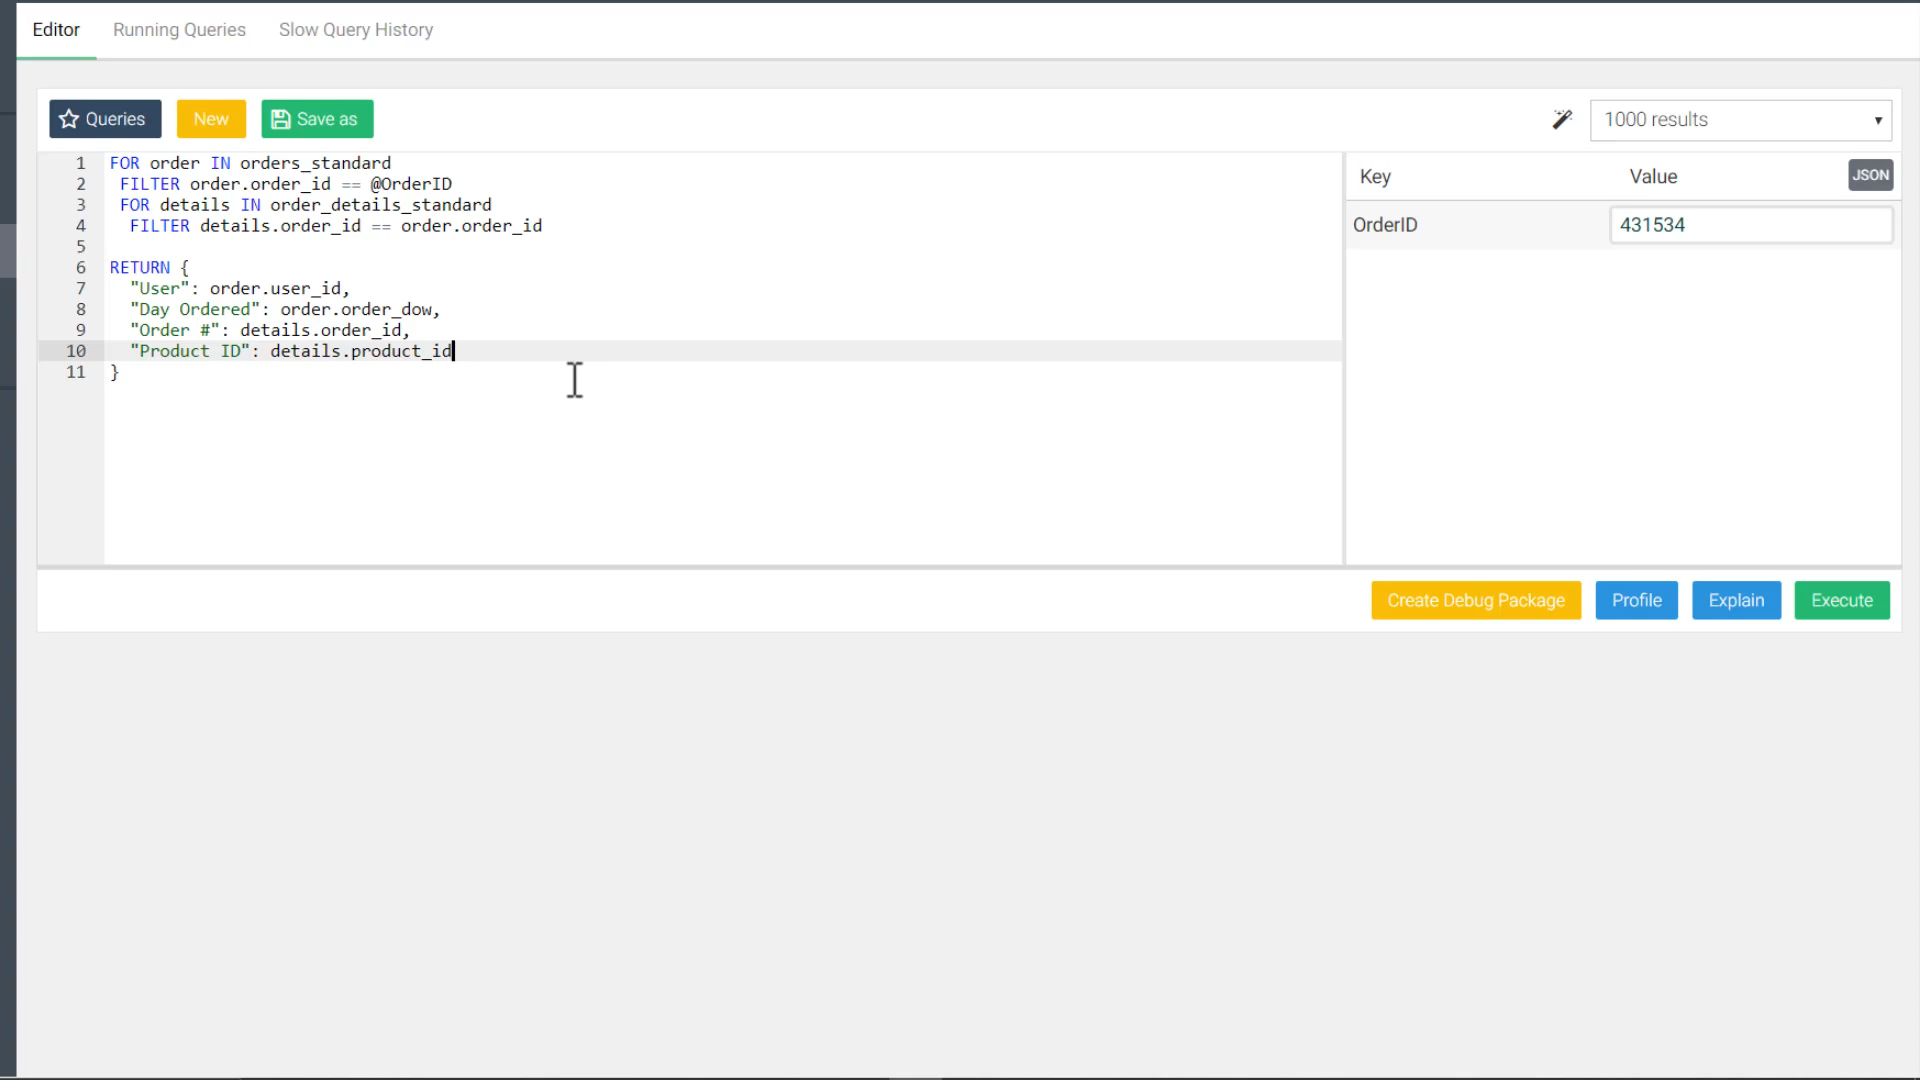 Editor Running Queries Slow Query History
Queries New Save as 1000 results
1 FOR order IN orders_standard
2 FILTER order.order_id == @OrderID
3 FOR details IN order_details_standard
4 FILTER details.order_id == order.order_id
5
6 RETURN {
7 "User": order.user_id,
8 "Day Ordered": order.order_dow,
9 "Order #": details.order_id,
10 "Product ID": details.product_id
11 }
Key Value JSON
OrderID 431534
Create Debug Package Profile Explain Execute